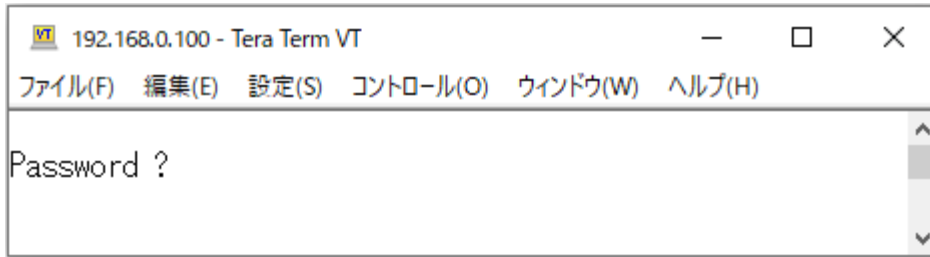 VT 192.168.0.100 - Tera Term VT
ファイル(F) 編集(E) 設定(S) コントロール(O) ウィンドウ(W) ヘルプ(H)
Password ?